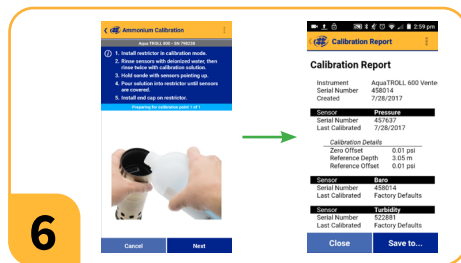 Ammonium Calibration
Aqua TROLL 600 - SN 798238
1. Install restrictor in calibration mode.
2. Rinse sensors with deionized water, then
rinse twice with calibration solution.
3. Hold sonde with sensors pointing up.
4. Pour solution into restrictor until sensors
are covered.
5. Install end cap on restrictor.
Preparing for calibration point 1 of 1
Cancel
Next
2:59 pm
Calibration Report
Calibration Report
Instrument AquaTROLL 600 Vente
Serial Number 458014
Created 7/28/2017
Sensor Pressure
Serial Number 457637
Last Calibrated 7/28/2017
Calibration Details
Zero Offset 0.01 psi
Reference Depth 3.05 m
Reference Offset 0.01 psi
Sensor Baro
Serial Number 458014
Last Calibrated Factory Defaults
Sensor Turbidity
Serial Number 522881
Last Calibrated Factory Defaults
Close
Save to...
6